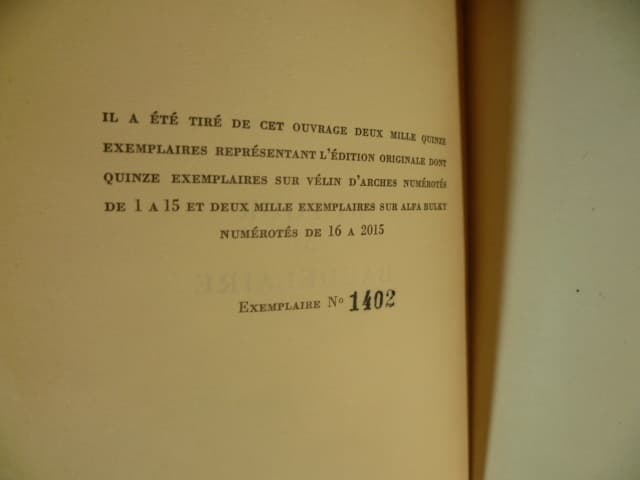 IL A ÉTÉ TIRÉ DE CET OUVRAGE DEUX MILLE QUINZE
EXEMPLAIRES REPRÉSENTANT L'ÉDITION ORIGINALE DONT
QUINZE EXEMPLAIRES SUR VÉLIN D'ARCHES NUMÉROTÉS
DE 1 A 15 ET DEUX MILLE EXEMPLAIRES SUR ALFA BULKY
NUMÉROTÉS DE 16 A 2015
EXEMPLAIRE No 1402